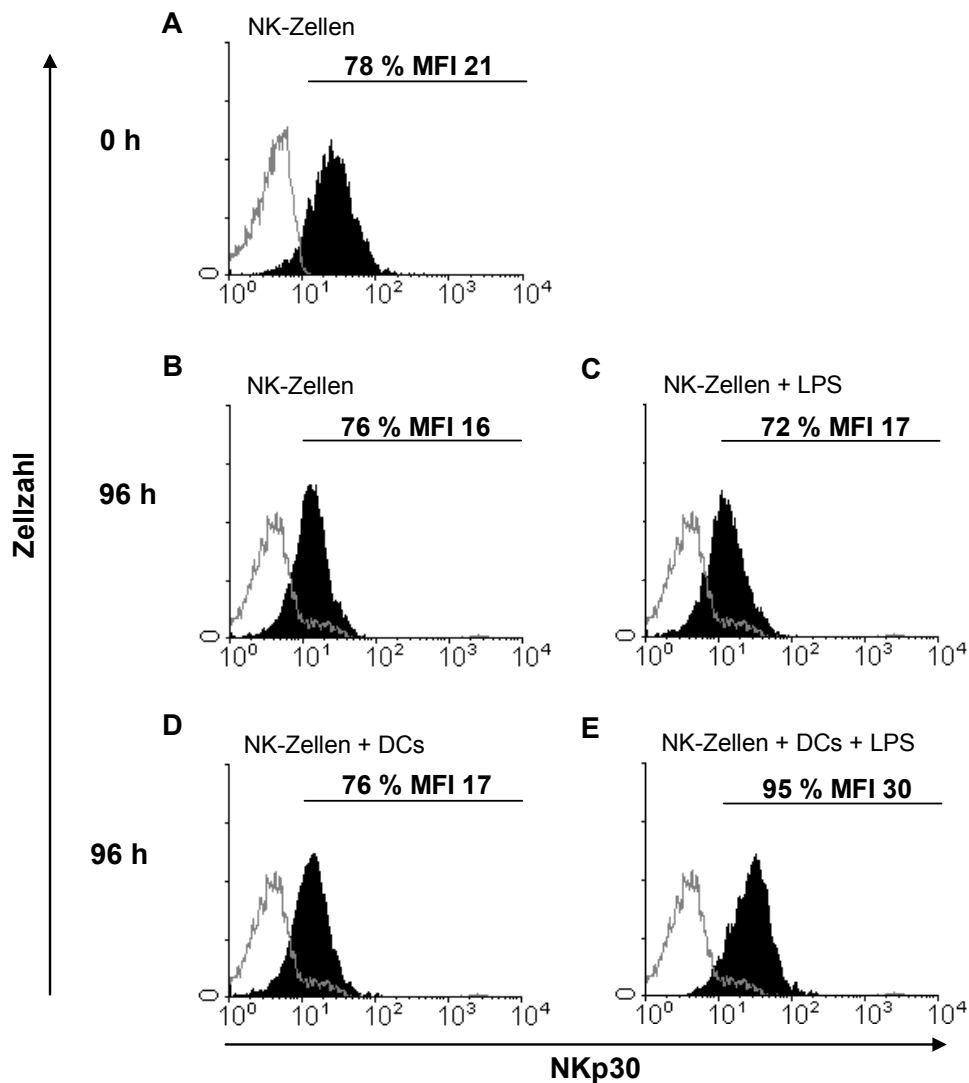 A
NK-Zellen
78 % MFI 21
0 h
0
10⁰ 10¹ 10² 10³ 10⁴
B
NK-Zellen
76 % MFI 16
C
NK-Zellen + LPS
72 % MFI 17
96 h
Zellzahl
0
10⁰ 10¹ 10² 10³ 10⁴
0
10⁰ 10¹ 10² 10³ 10⁴
D
NK-Zellen + DCs
76 % MFI 17
E
NK-Zellen + DCs + LPS
95 % MFI 30
96 h
0
10⁰ 10¹ 10² 10³ 10⁴
0
10⁰ 10¹ 10² 10³ 10⁴
NKp30